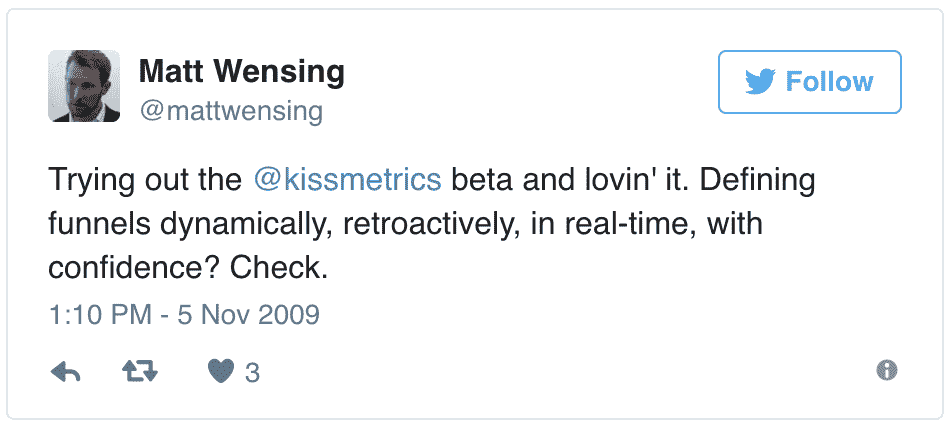 Matt Wensing
@mattwensing
Follow
Trying out the @kissmetrics beta and lovin' it. Defining
funnels dynamically, retroactively, in real-time, with
confidence? Check.
1:10 PM - 5 Nov 2009
3